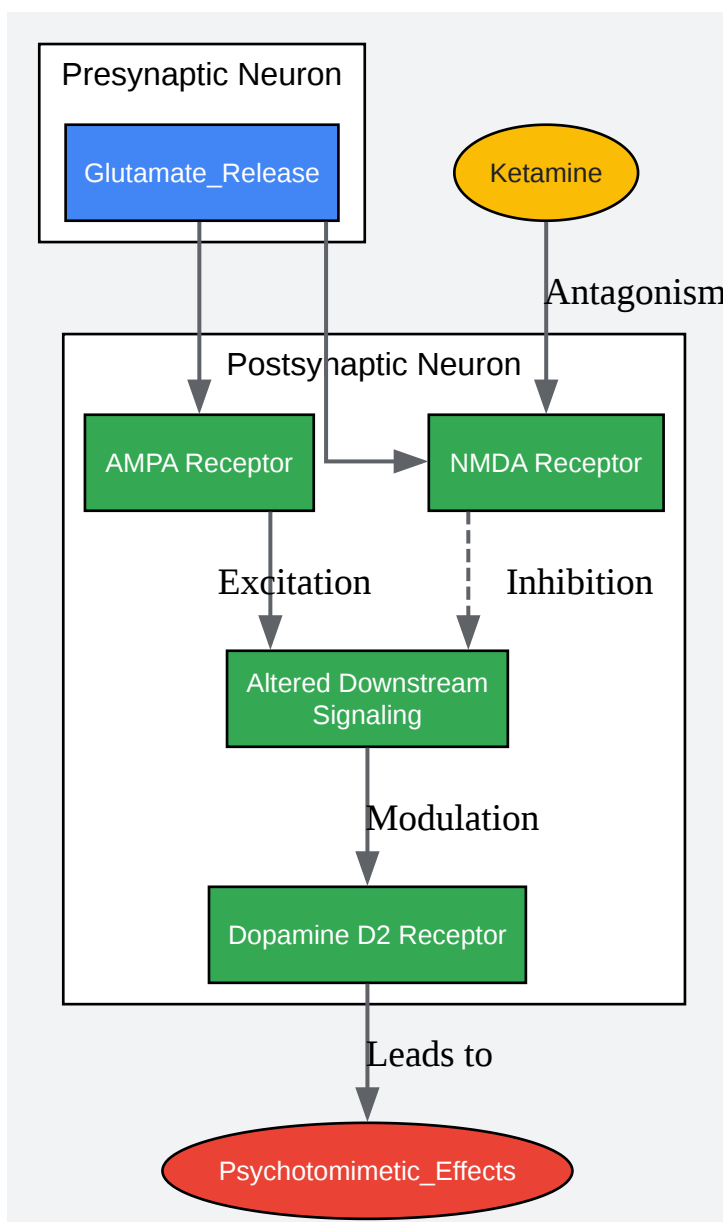 Presynaptic Neuron
Glutamate_Release
Ketamine
Antagonism
Postsynaptic Neuron
AMPA Receptor
NMDA Receptor
Excitation
Inhibition
Altered Downstream
Signaling
Modulation
Dopamine D2 Receptor
Leads to
Psychotomimetic_Effects